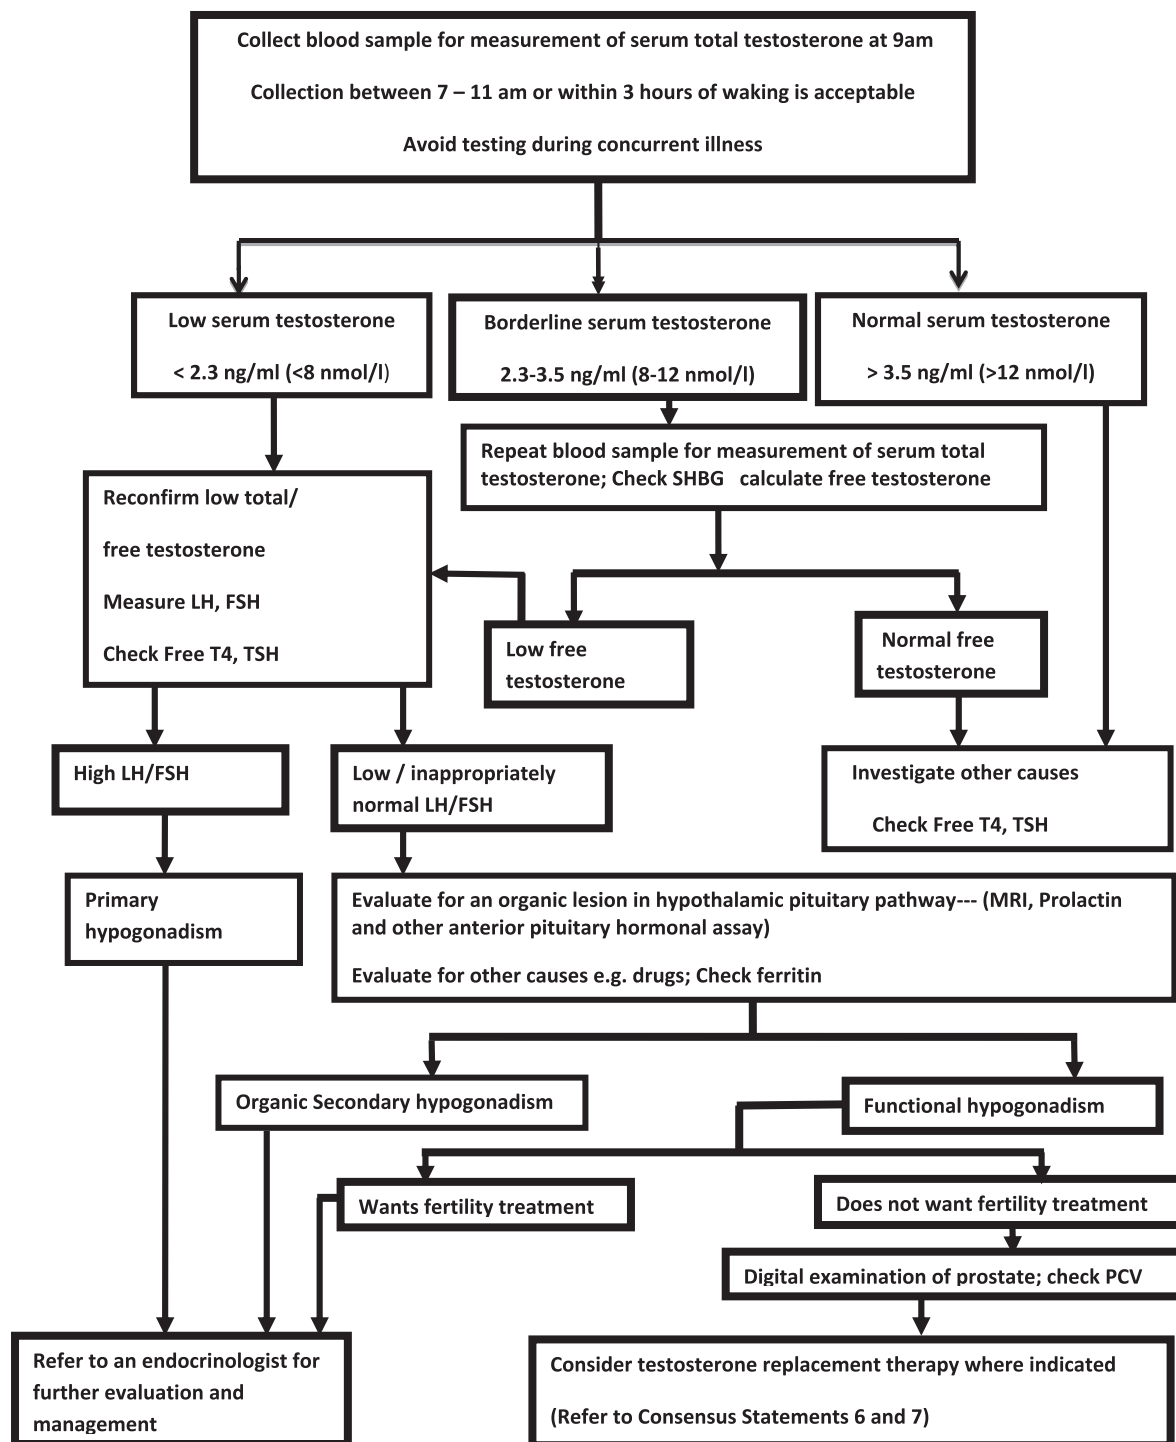 Collect blood sample for measurement of serum total testosterone at 9am
Collection between 7 – 11 am or within 3 hours of waking is acceptable
Avoid testing during concurrent illness
Low serum testosterone
< 2.3 ng/ml (<8 nmol/l)
Borderline serum testosterone
2.3-3.5 ng/ml (8-12 nmol/l)
Normal serum testosterone
> 3.5 ng/ml (>12 nmol/l)
Repeat blood sample for measurement of serum total
testosterone; Check SHBG calculate free testosterone
Reconfirm low total/
free testosterone
Measure LH, FSH
Check Free T4, TSH
Low free
testosterone
Normal free
testosterone
High LH/FSH
Low / inappropriately
normal LH/FSH
Investigate other causes
Check Free T4, TSH
Primary
hypogonadism
Evaluate for an organic lesion in hypothalamic pituitary pathway--- (MRI, Prolactin
and other anterior pituitary hormonal assay)
Evaluate for other causes e.g. drugs; Check ferritin
Organic Secondary hypogonadism
Functional hypogonadism
Wants fertility treatment
Does not want fertility treatment
Digital examination of prostate; check PCV
Refer to an endocrinologist for
further evaluation and
management
Consider testosterone replacement therapy where indicated
(Refer to Consensus Statements 6 and 7)